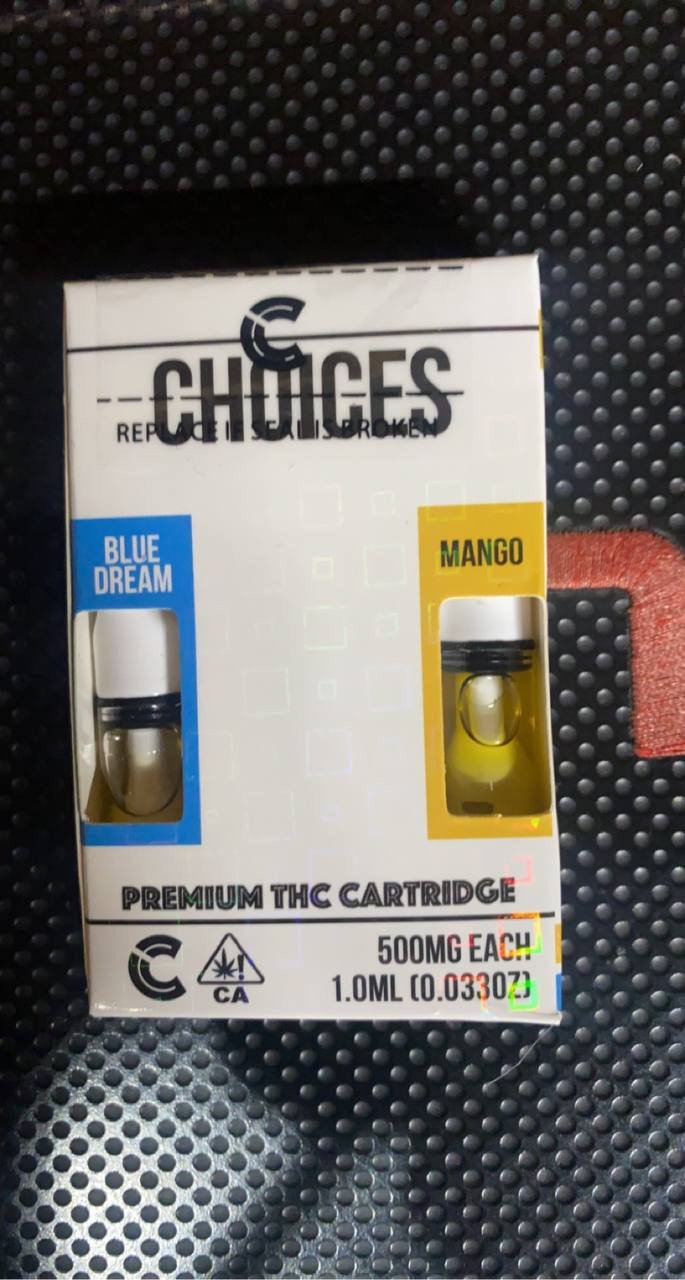 C
CHOICES
REPLACE IF SEAL IS BROKEN
BLUE
DREAM
MANGO
PREMIUM THC CARTRIDGE
C
CA
500MG EACH
1.0ML (0.033OZ)